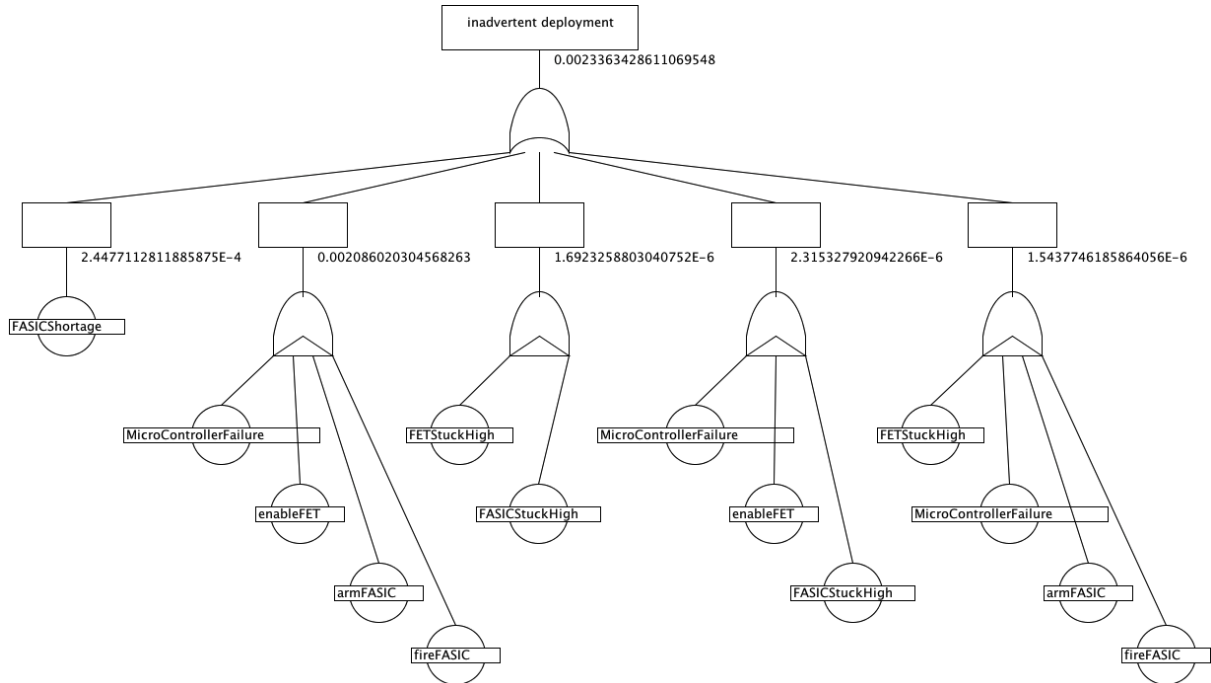 inadvertent deployment
0.0023363428611069548
2.4477112811885875E-4
0.002086020304568263
1.6923258803040752E-6
2.315327920942266E-6
1.5437746185864056E-6
FASICShortage
MicroControllerFailure
FETStuckHigh
MicroControllerFailure
FETStuckHigh
enableFET
FASICStuckHigh
enableFET
MicroControllerFailure
armFASIC
FASICStuckHigh
armFASIC
fireFASIC
fireFASIC